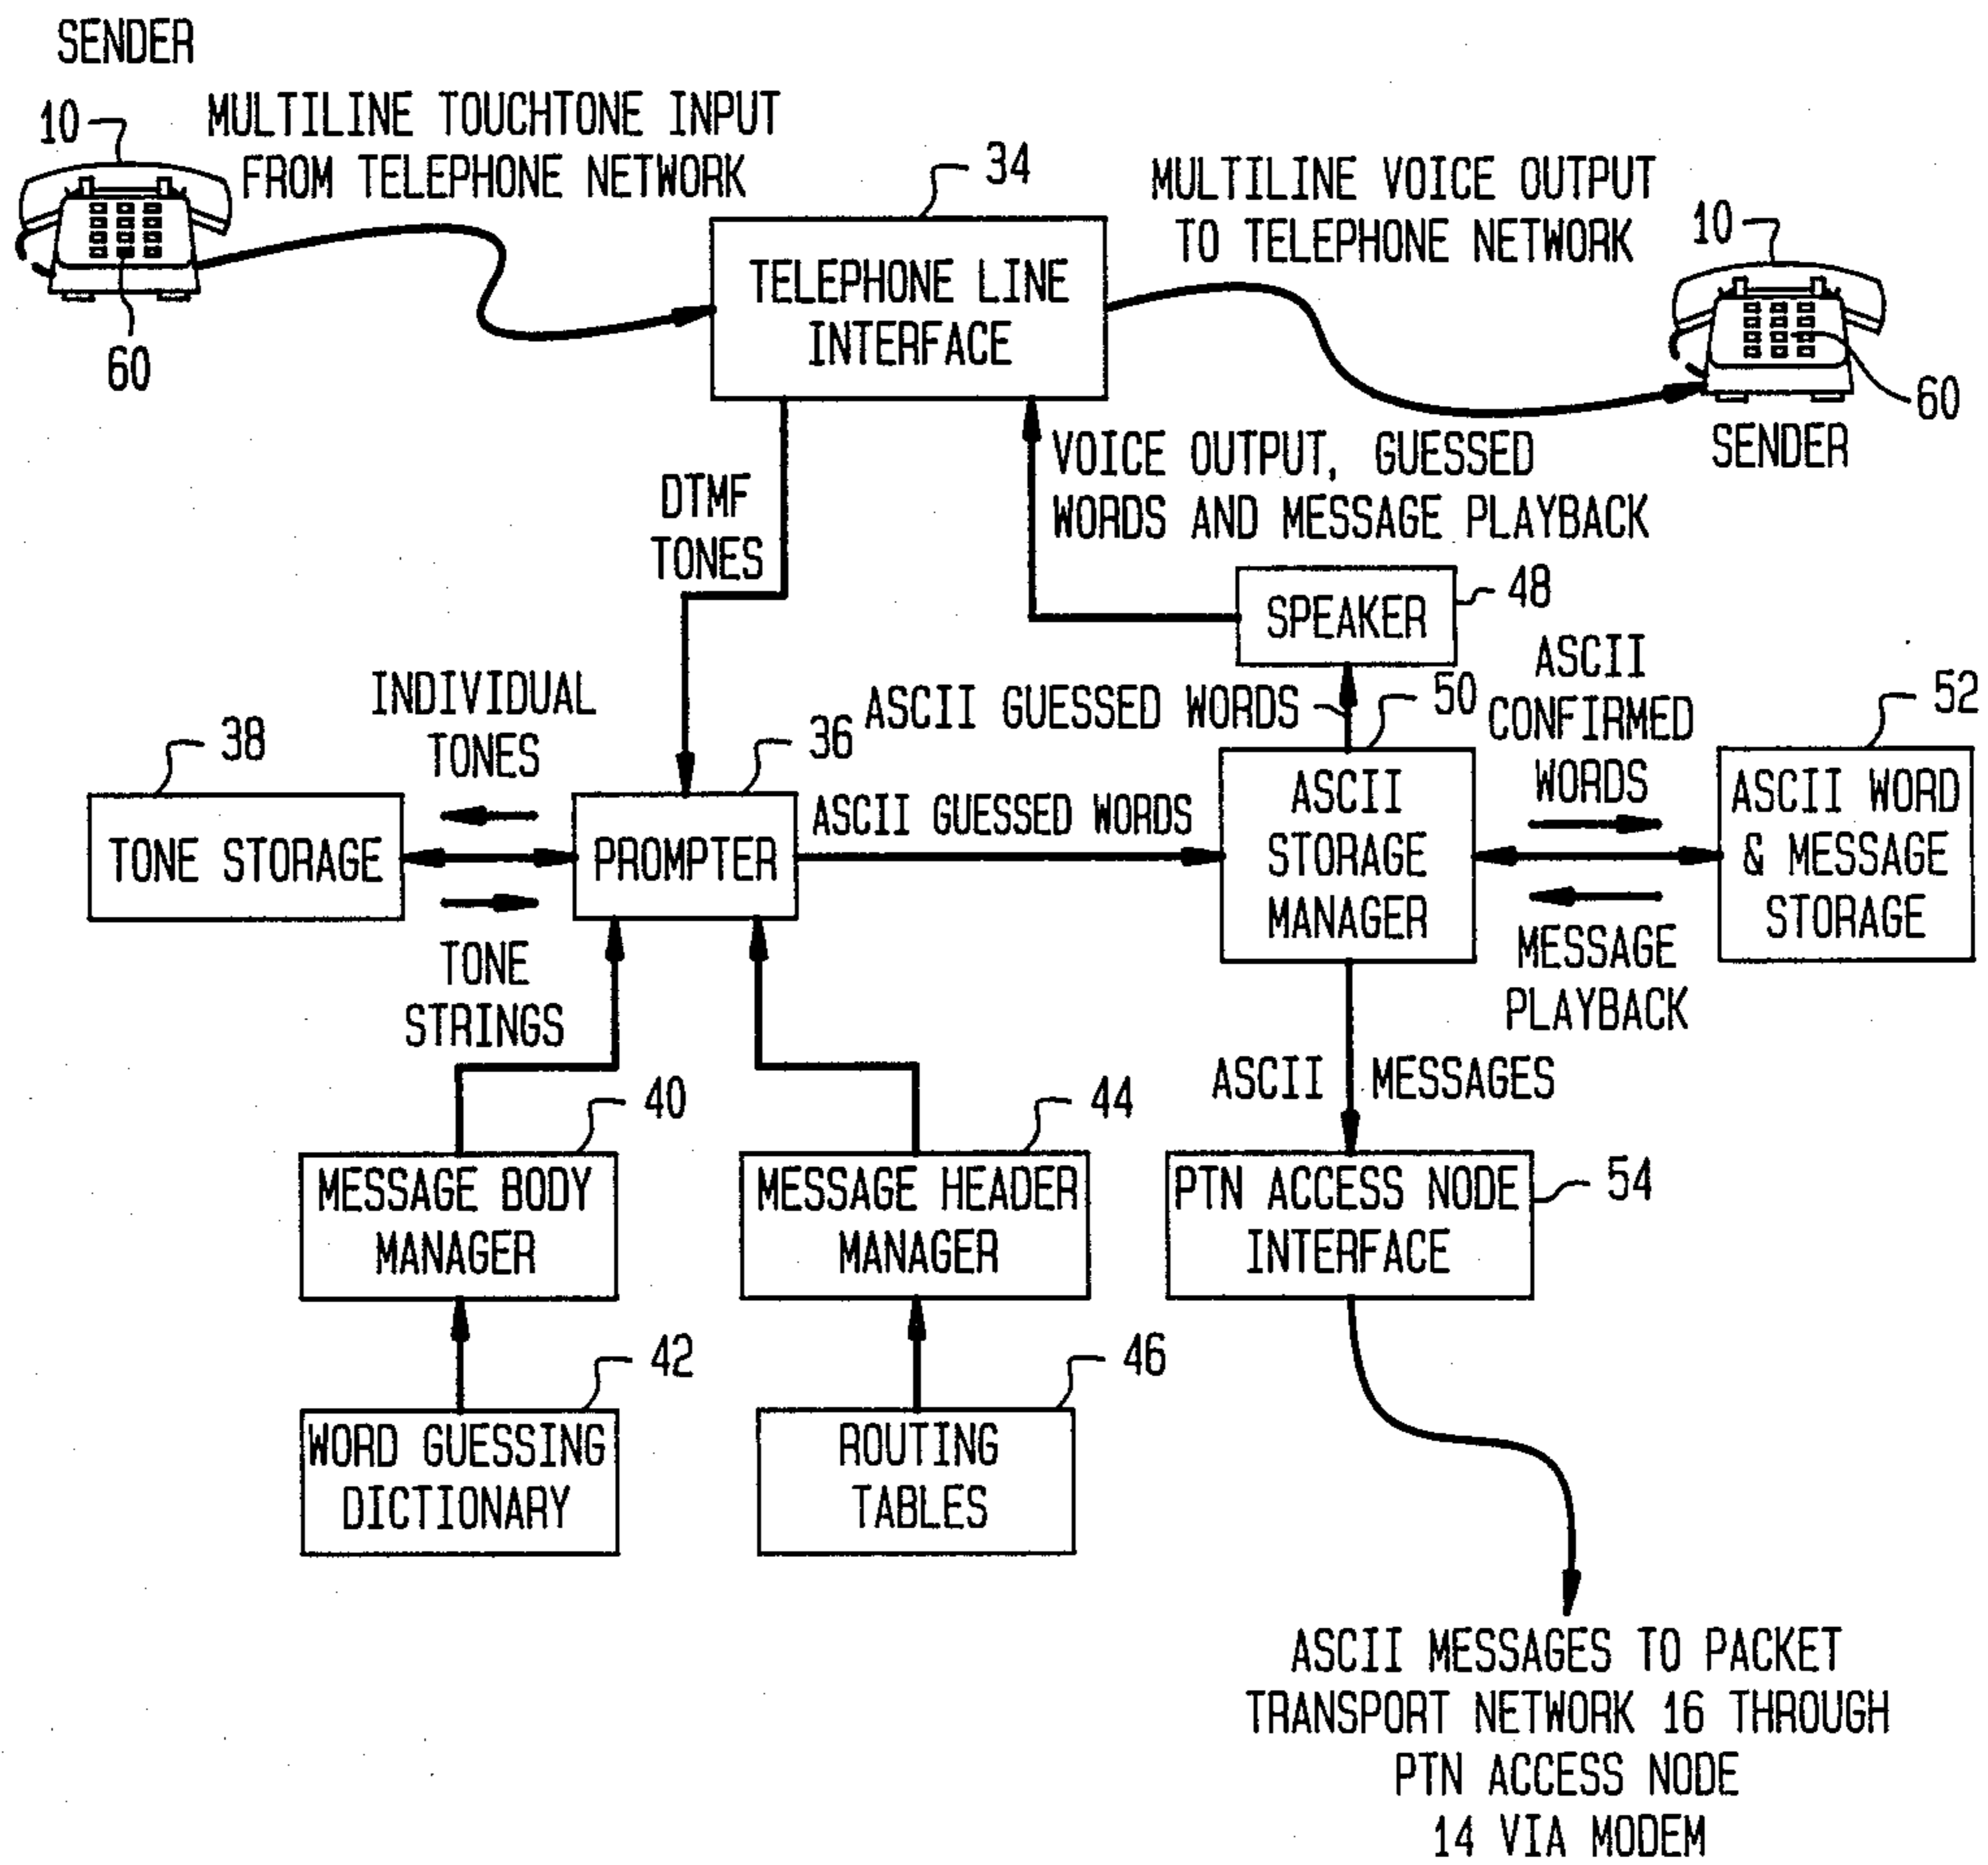 SENDER
10
MULTILINE TOUCHTONE INPUT
FROM TELEPHONE NETWORK
60
34
TELEPHONE LINE
INTERFACE
MULTILINE VOICE OUTPUT
TO TELEPHONE NETWORK
10
60
SENDER
DTMF
TONES
VOICE OUTPUT, GUESSED
WORDS AND MESSAGE PLAYBACK
48
SPEAKER
ASCII GUESSED WORDS
50
ASCII
CONFIRMED
WORDS
52
INDIVIDUAL
TONES
38
TONE STORAGE
36
PROMPTER
ASCII GUESSED WORDS
ASCII
STORAGE
MANAGER
ASCII WORD
& MESSAGE
STORAGE
TONE
STRINGS
MESSAGE
PLAYBACK
ASCII MESSAGES
40
MESSAGE BODY
MANAGER
44
MESSAGE HEADER
MANAGER
54
PTN ACCESS NODE
INTERFACE
42
WORD GUESSING
DICTIONARY
46
ROUTING
TABLES
ASCII MESSAGES TO PACKET
TRANSPORT NETWORK 16 THROUGH
PTN ACCESS NODE
14 VIA MODEM